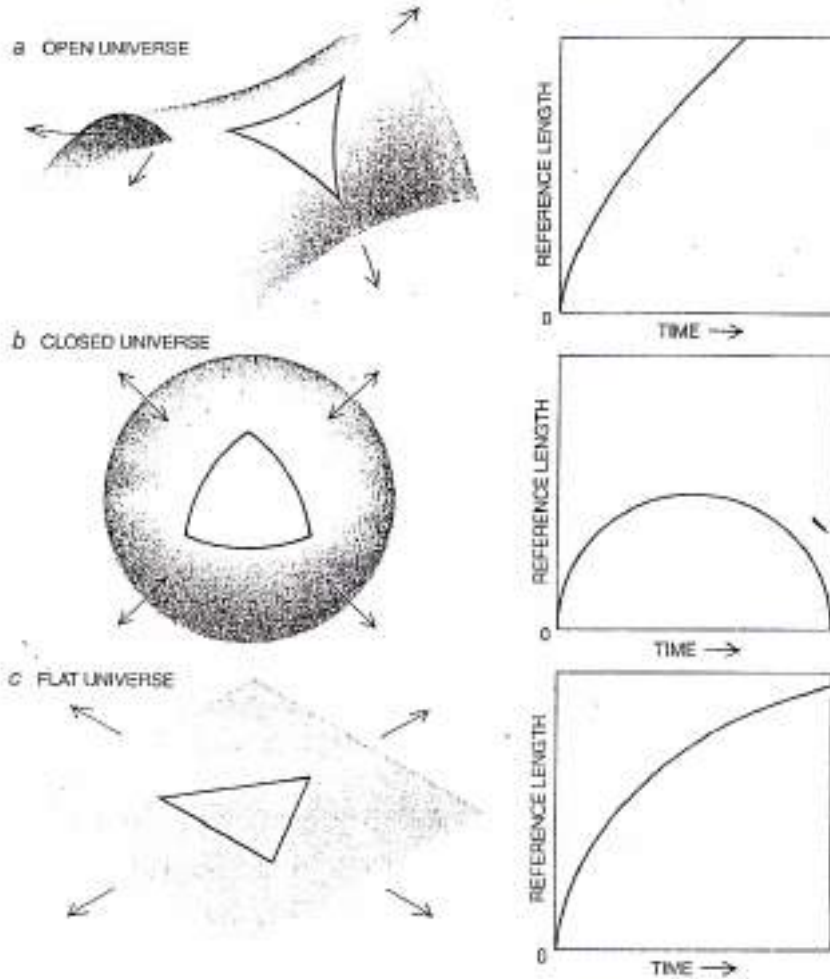 a OPEN UNIVERSE
REFERENCE LENGTH
0
TIME →
b CLOSED UNIVERSE
REFERENCE LENGTH
0
TIME →
c FLAT UNIVERSE
REFERENCE LENGTH
0
TIME →